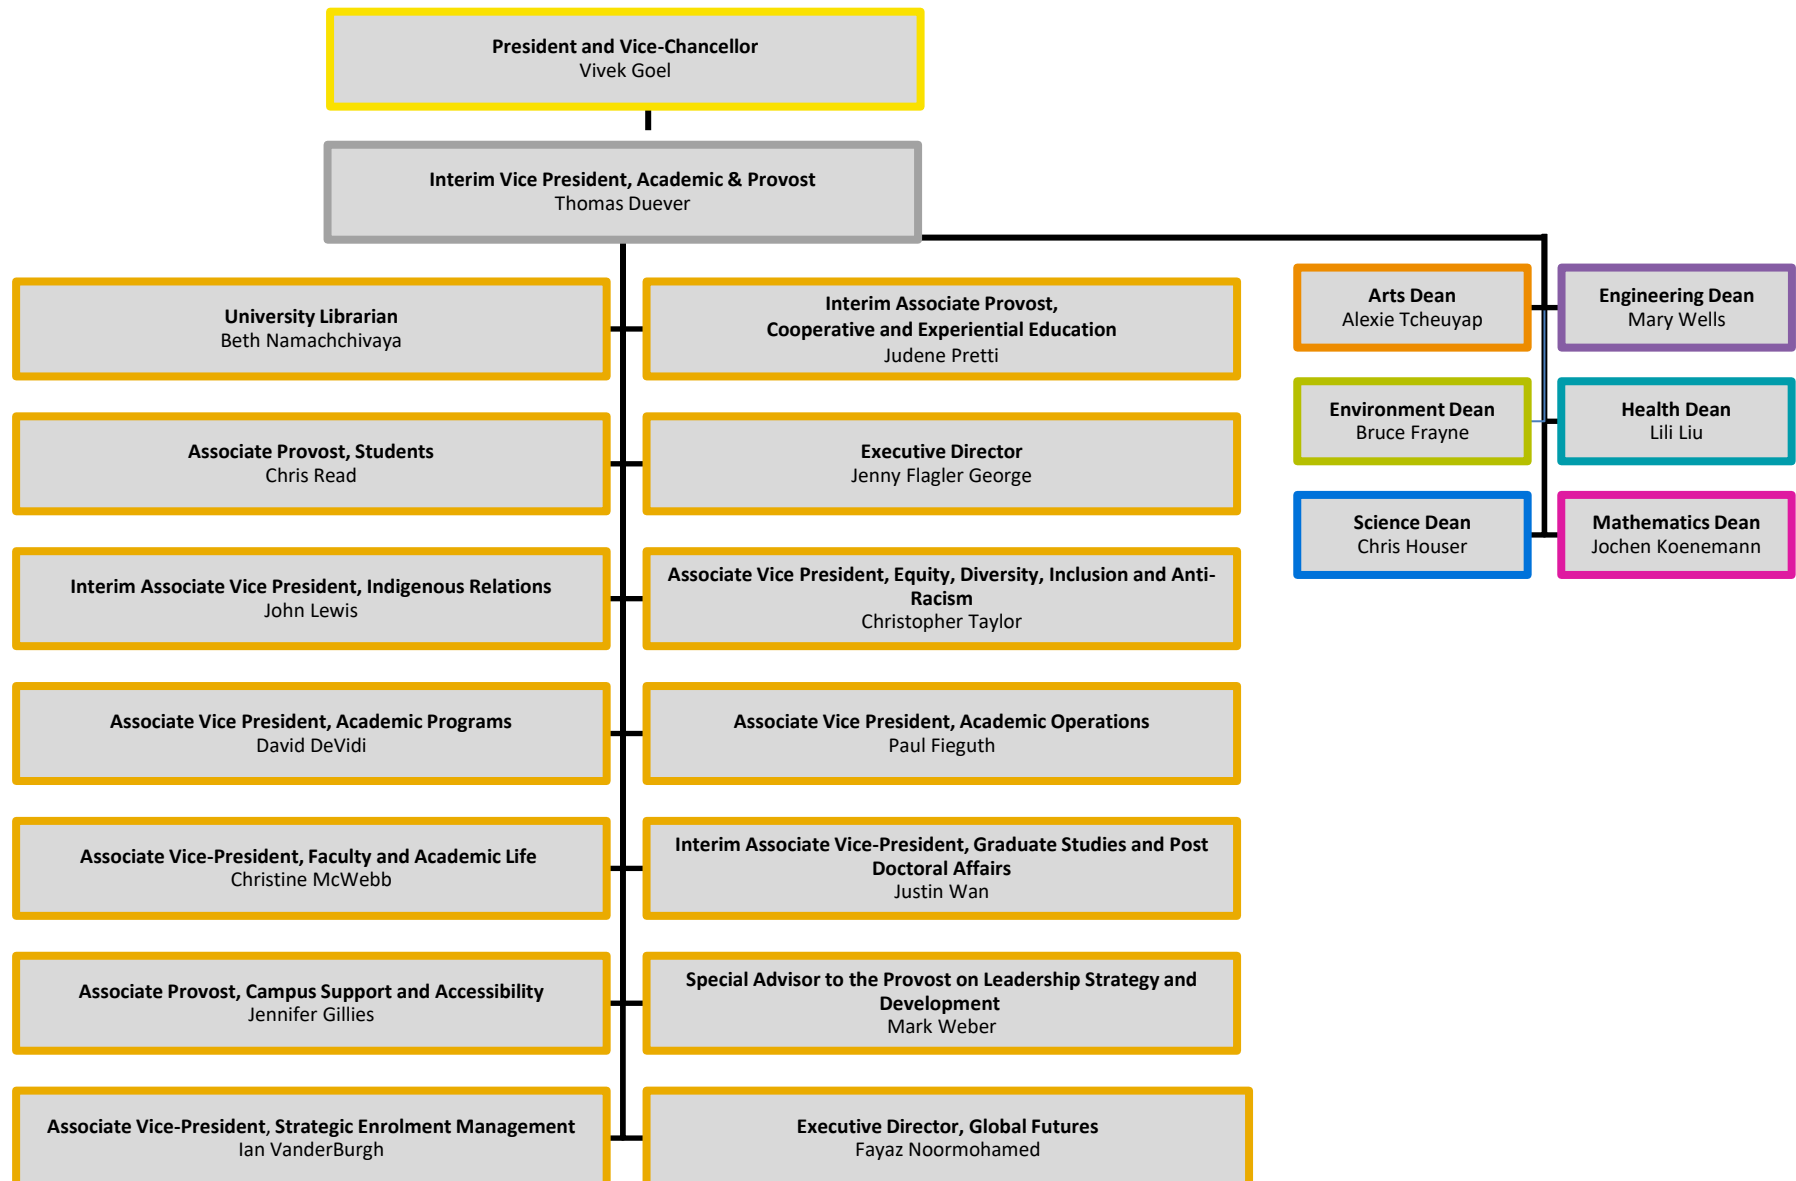 President and Vice-Chancellor
Vivek Goel
Interim Vice President, Academic & Provost
Thomas Duever
University Librarian
Beth Namachchivaya
Interim Associate Provost,
Cooperative and Experiential Education
Judene Pretti
Associate Provost, Students
Chris Read
Executive Director
Jenny Flagler George
Interim Associate Vice President, Indigenous Relations
John Lewis
Associate Vice President, Equity, Diversity, Inclusion and Anti-
Racism
Christopher Taylor
Associate Vice President, Academic Programs
David DeVidi
Associate Vice President, Academic Operations
Paul Fieguth
Associate Vice-President, Faculty and Academic Life
Christine McWebb
Interim Associate Vice-President, Graduate Studies and Post
Doctoral Affairs
Justin Wan
Associate Provost, Campus Support and Accessibility
Jennifer Gillies
Special Advisor to the Provost on Leadership Strategy and
Development
Mark Weber
Associate Vice-President, Strategic Enrolment Management
Ian VanderBurgh
Executive Director, Global Futures
Fayaz Noormohamed
Arts Dean
Alexie Tcheuyap
Engineering Dean
Mary Wells
Environment Dean
Bruce Frayne
Health Dean
Lili Liu
Science Dean
Chris Houser
Mathematics Dean
Jochen Koenemann